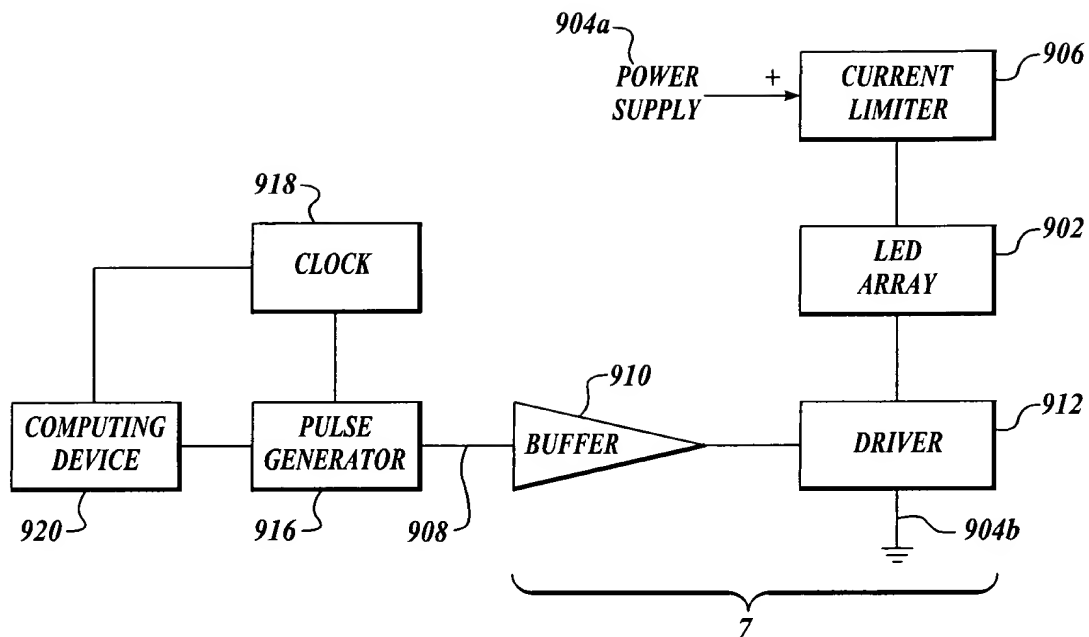 904a
POWER
SUPPLY
+
CURRENT
LIMITER
906
918
CLOCK
LED
ARRAY
902
910
912
COMPUTING
DEVICE
PULSE
GENERATOR
BUFFER
DRIVER
920
916
908
904b
7